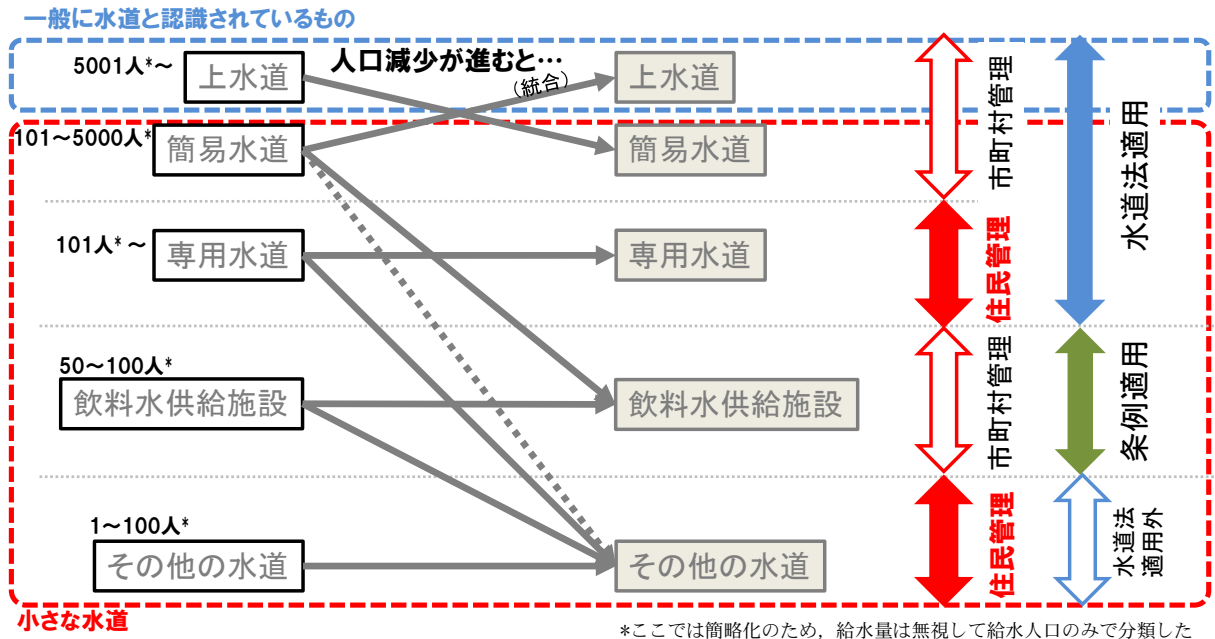 一般に水道と認識されているもの
5001人*～
上水道
人口減少が進むと…
(統合)
上水道
101～5000人*
簡易水道
簡易水道
市町村管理
水道法適用
101人*～
専用水道
専用水道
住民管理
50～100人*
飲料水供給施設
飲料水供給施設
市町村管理
条例適用
1～100人*
その他の水道
その他の水道
住民管理
水道法
適用外
小さな水道
*ここでは簡略化のため，給水量は無視して給水人口のみで分類した